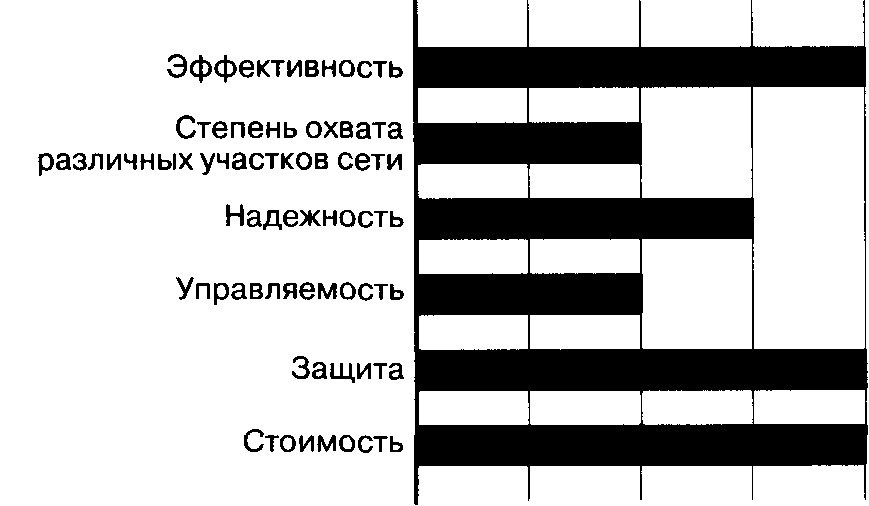 Эффективность
Степень охвата
различных участков сети
Надежность
Управляемость
Защита
Стоимость